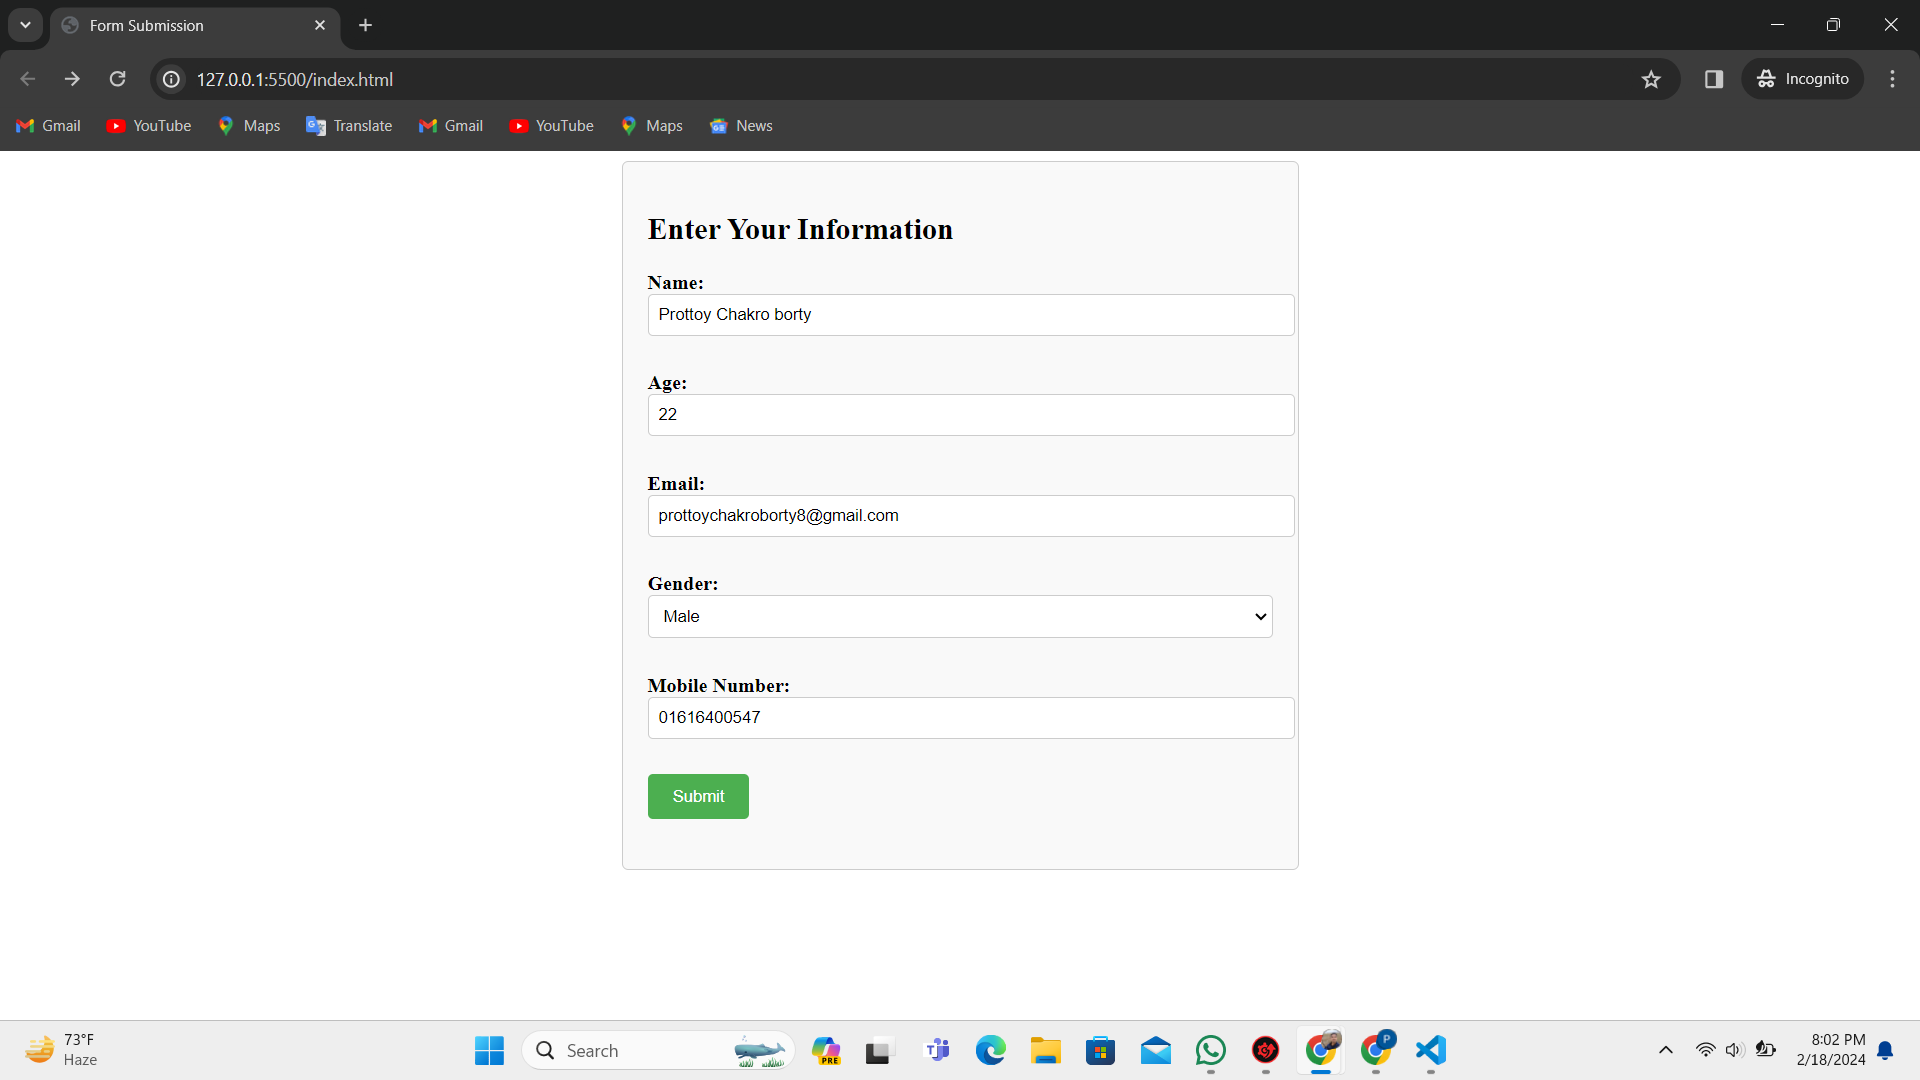 Form Submission
127.0.0.1:5500/index.html
Incognito
Gmail YouTube Maps Translate Gmail YouTube Maps News
Enter Your Information
Name:
Prottoy Chakro borty
Age:
22
Email:
prottoychakroborty8@gmail.com
Gender:
Male
Mobile Number:
01616400547
Submit
73°F
Haze
Search
PRE
8:02 PM
2/18/2024